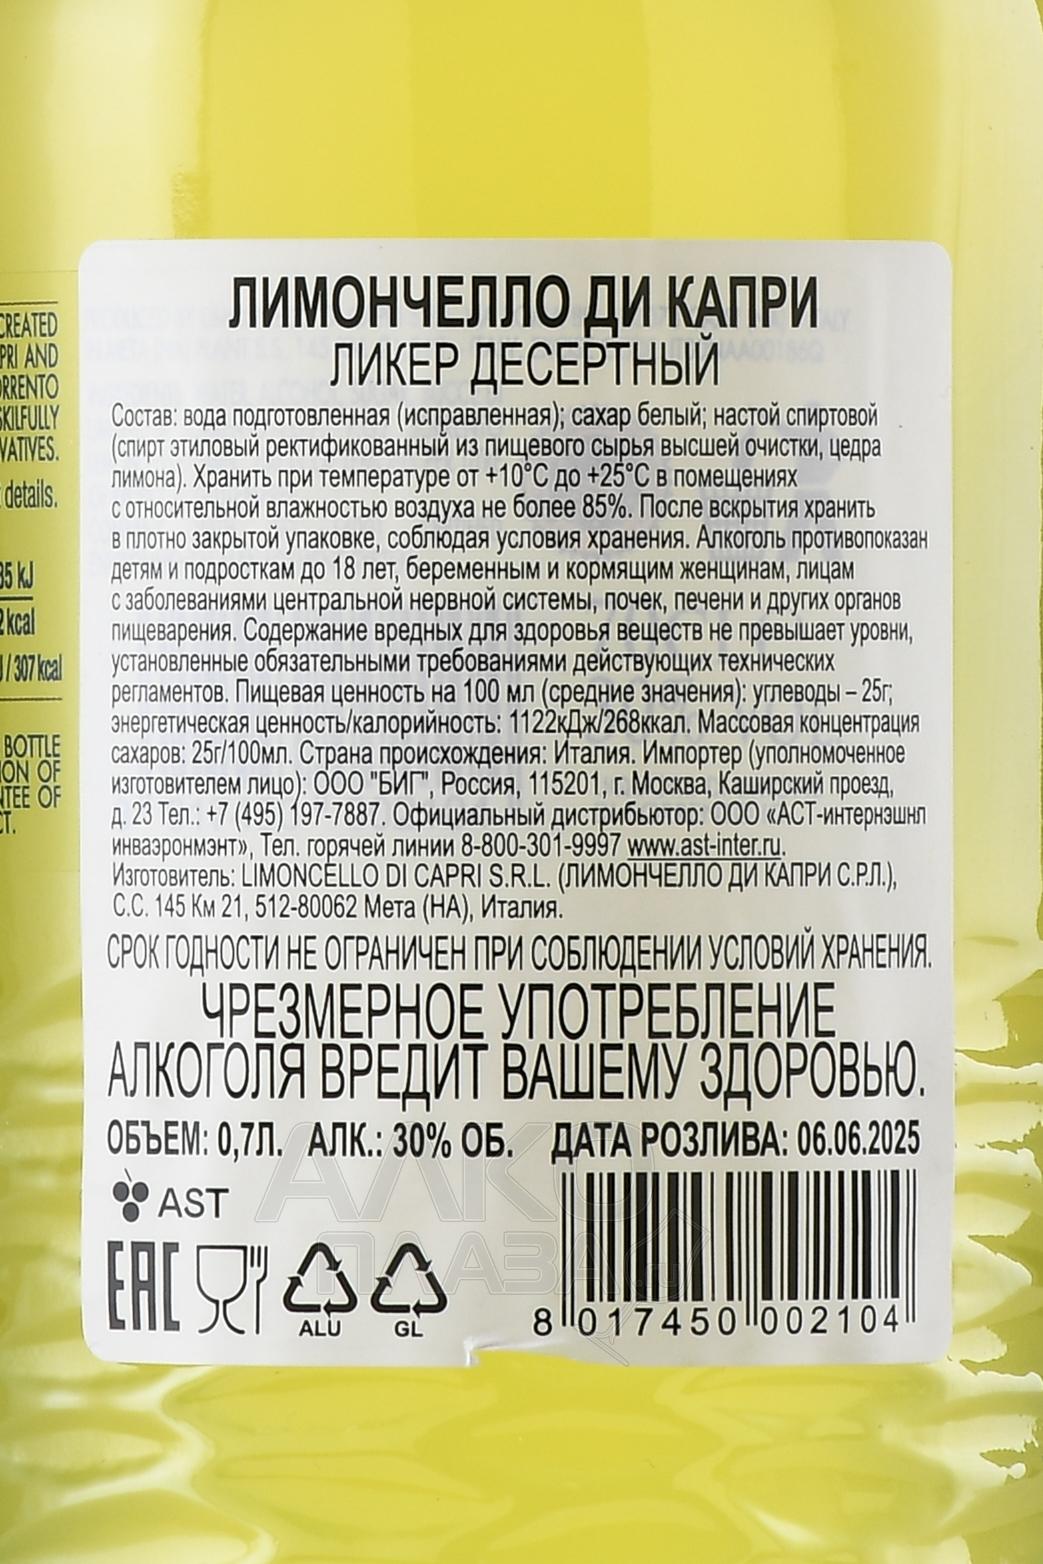 CREATED
PRI AND
RRENTO
SKILFULLY
VATIVES.
details.
35 kJ
2 kcal
J / 307 kcal
BOTTLE
ION OF
NTEE OF
CT.
ЛИМОНЧЕЛЛО ДИ КАПРИ
ЛИКЕР ДЕСЕРТНЫЙ
Состав: вода подготовленная (исправленная); сахар белый; настой спиртовой
(спирт этиловый ректификованный из пищевого сырья высшей очистки, цедра
лимона). Хранить при температуре от +10°C до +25°C в помещениях
с относительной влажностью воздуха не более 85%. После вскрытия хранить
в плотно закрытой упаковке, соблюдая условия хранения. Алкоголь противопоказан
детям и подросткам до 18 лет, беременным и кормящим женщинам, лицам
с заболеваниями центральной нервной системы, почек, печени и других органов
пищеварения. Содержание вредных для здоровья веществ не превышает уровни,
установленные обязательными требованиями действующих технических
регламентов. Пищевая ценность на 100 мл (средние значения): углеводы – 25г;
энергетическая ценность/калорийность: 1122кДж/268ккал. Массовая концентрация
сахаров: 25г/100мл. Страна происхождения: Италия. Импортер (уполномоченное
изготовителем лицо): ООО "БИГ", Россия, 115201, г. Москва, Каширский проезд,
д. 23 Тел.: +7 (495) 197-7887. Официальный дистрибьютор: ООО «АСТ-интернэшнл
инваэронмэнт», Тел. горячей линии 8-800-301-9997 www.ast-inter.ru.
Изготовитель: LIMONCELLO DI CAPRI S.R.L. (ЛИМОНЧЕЛЛО ДИ КАПРИ С.Р.Л.),
С.С. 145 Км 21, 512-80062 Мета (НА), Италия.
СРОК ГОДНОСТИ НЕ ОГРАНИЧЕН ПРИ СОБЛЮДЕНИИ УСЛОВИЙ ХРАНЕНИЯ.
ЧРЕЗМЕРНОЕ УПОТРЕБЛЕНИЕ
АЛКОГОЛЯ ВРЕДИТ ВАШЕМУ ЗДОРОВЬЮ.
ОБЪЕМ: 0,7Л. АЛК.: 30% ОБ. ДАТА РОЗЛИВА: 06.06.2025
AST
АЛКО
ПЛАЗА
EAC
ALU GL
8 017450 002104